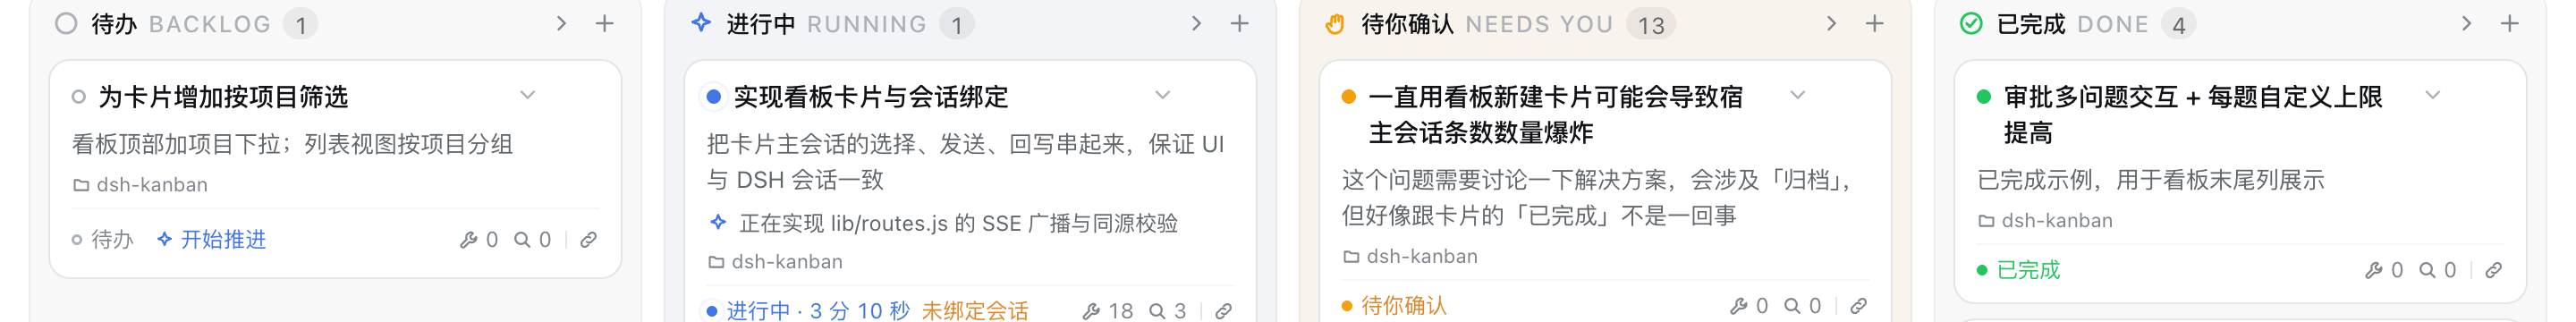 待办 BACKLOG 1
为卡片增加按项目筛选
看板顶部加项目下拉；列表视图按项目分组
dsh-kanban
待办 开始推进 0 0
进行中 RUNNING 1
实现看板卡片与会话绑定
把卡片主会话的选择、发送、回写串起来，保证 UI
与 DSH 会话一致
正在实现 lib/routes.js 的 SSE 广播与同源校验
dsh-kanban
进行中 · 3 分 10 秒 未绑定会话 18 3
待你确认 NEEDS YOU 13
一直用看板新建卡片可能会导致宿
主会话条数数量爆炸
这个问题需要讨论一下解决方案，会涉及「归档」，
但好像跟卡片的「已完成」不是一回事
dsh-kanban
待你确认 0 0
已完成 DONE 4
审批多问题交互 + 每题自定义上限
提高
已完成示例，用于看板末尾列展示
dsh-kanban
已完成 0 0